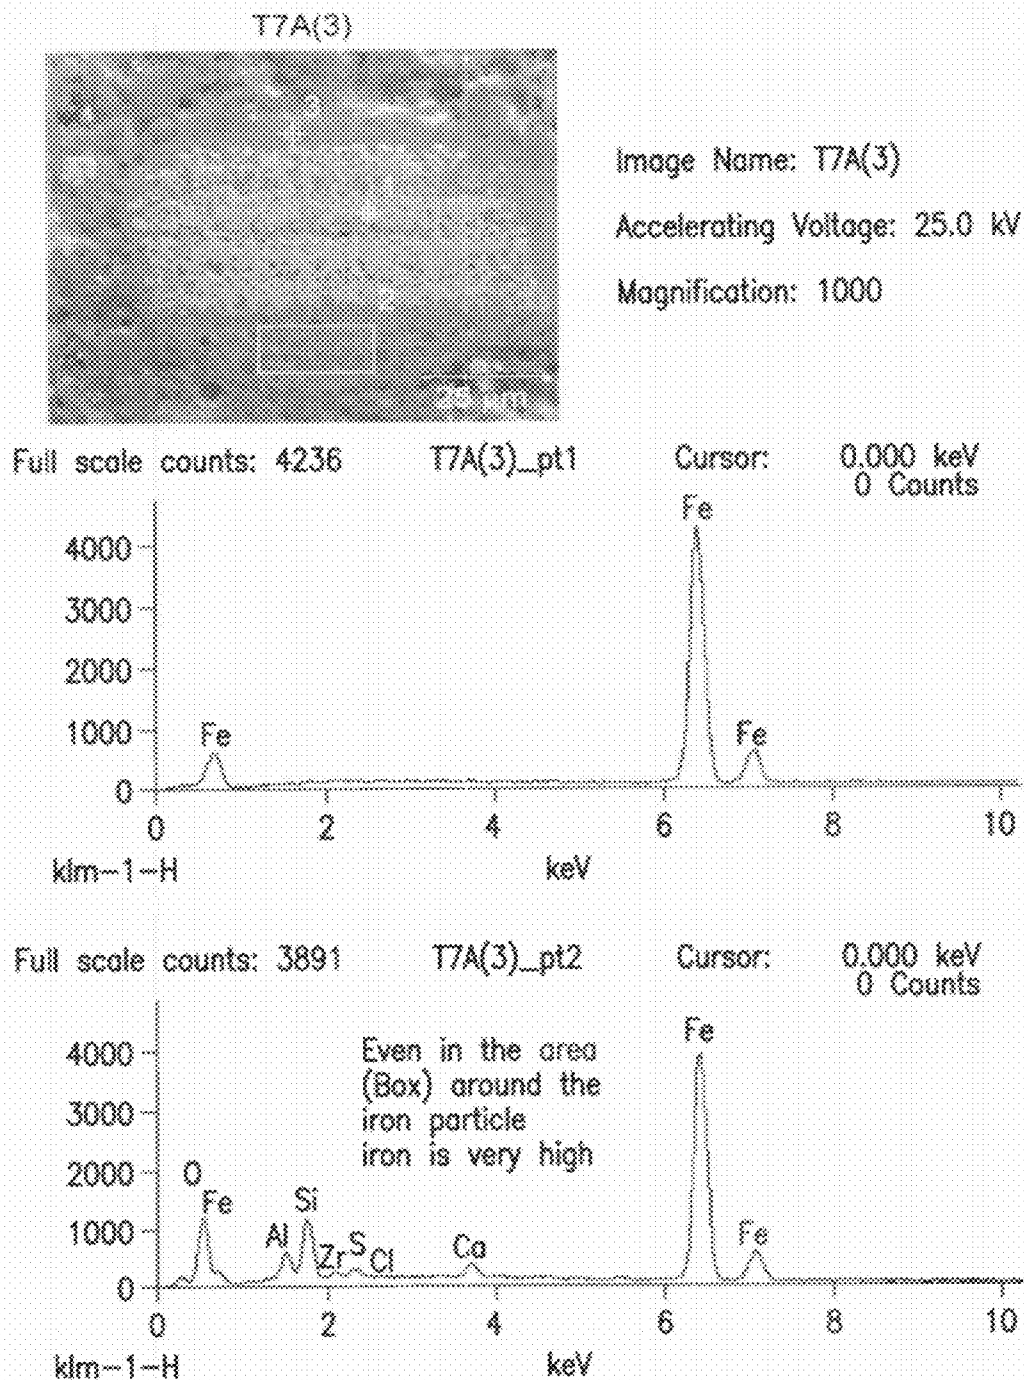 T7A(3)
Image Name: T7A(3)
Accelerating Voltage: 25.0 kV
Magnification: 1000
Full scale counts: 4236 T7A(3)_pt1 Cursor: 0.000 keV
0 Counts
Fe
4000
3000
2000
1000
Fe
Fe
0
0 2 4 6 8 10
klm-1-H keV
Full scale counts: 3891 T7A(3)_pt2 Cursor: 0.000 keV
0 Counts
Fe
Even in the area
(Box) around the
iron particle
iron is very high
4000
3000
2000
1000
O
Fe
Al
Si
Zr
S
Cl
Ca
Fe
0
0 2 4 6 8 10
klm-1-H keV